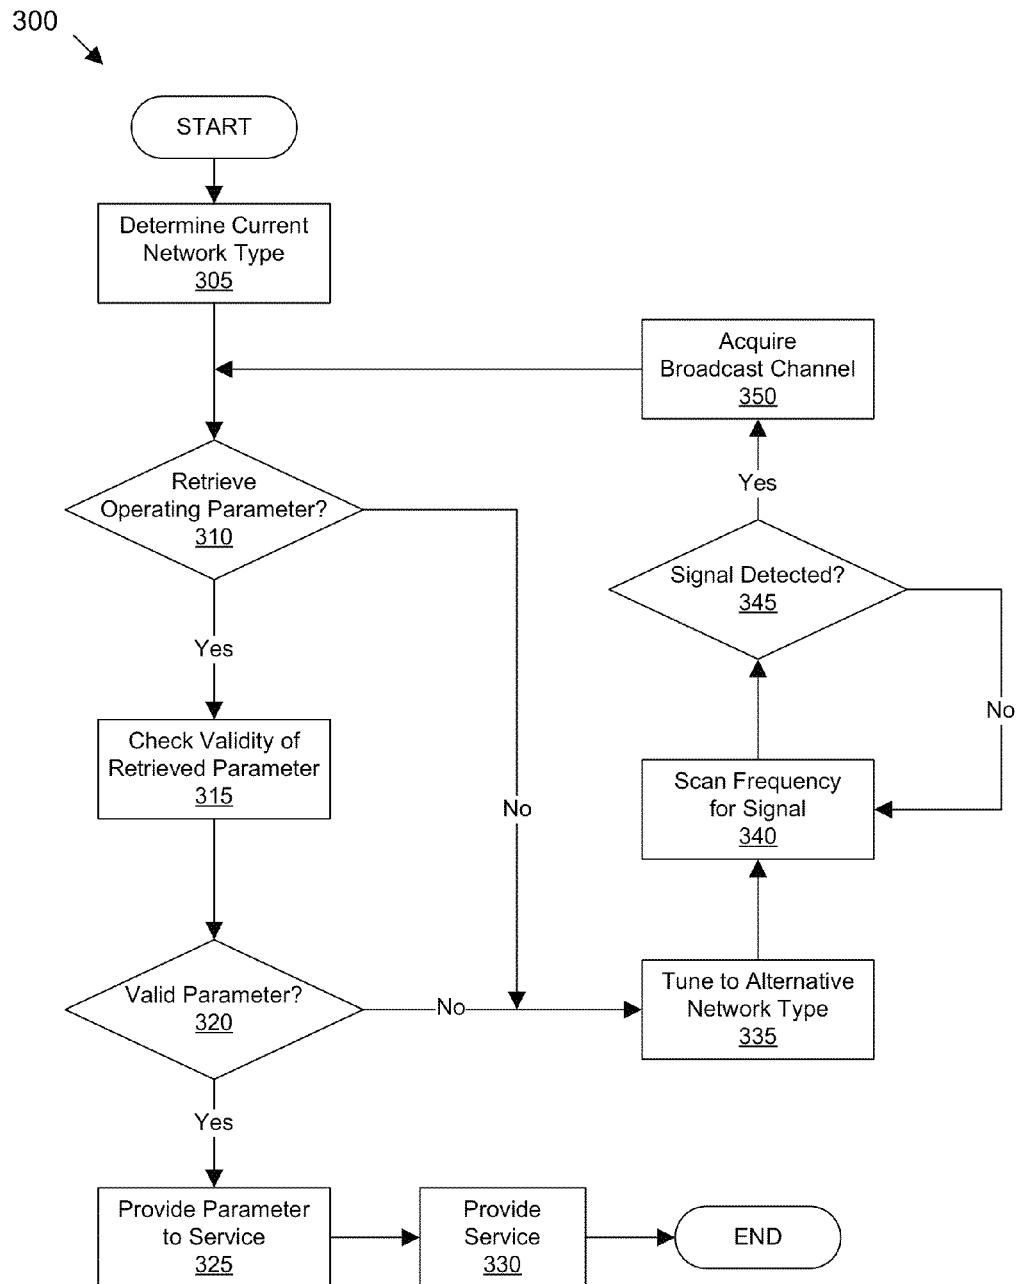 300
START
Determine Current
Network Type
305
Acquire
Broadcast Channel
350
Retrieve
Operating Parameter?
310
Yes
Signal Detected?
345
Yes
No
Check Validity of
Retrieved Parameter
315
No
Scan Frequency
for Signal
340
Valid Parameter?
320
No
Tune to Alternative
Network Type
335
Yes
Provide Parameter
to Service
325
Provide
Service
330
END